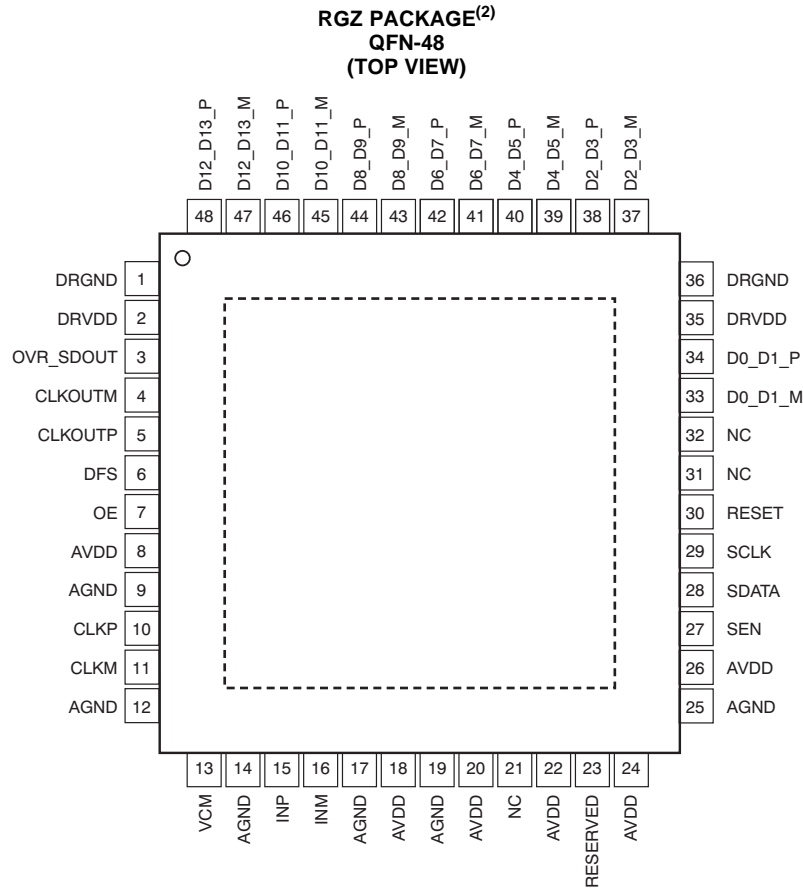 RGZ PACKAGE(2)
QFN-48
(TOP VIEW)
D12_D13_P
D12_D13_M
D10_D11_P
D10_D11_M
D8_D9_P
D8_D9_M
D6_D7_P
D6_D7_M
D4_D5_P
D4_D5_M
D2_D3_P
D2_D3_M
48 47 46 45 44 43 42 41 40 39 38 37
DRGND 1
DRVDD 2
OVR_SDOUT 3
CLKOUTM 4
CLKOUTP 5
DFS 6
OE 7
AVDD 8
AGND 9
CLKP 10
CLKM 11
AGND 12
36 DRGND
35 DRVDD
34 D0_D1_P
33 D0_D1_M
32 NC
31 NC
30 RESET
29 SCLK
28 SDATA
27 SEN
26 AVDD
25 AGND
13 14 15 16 17 18 19 20 21 22 23 24
VCM
AGND
INP
INM
AGND
AVDD
AGND
AVDD
NC
AVDD
RESERVED
AVDD